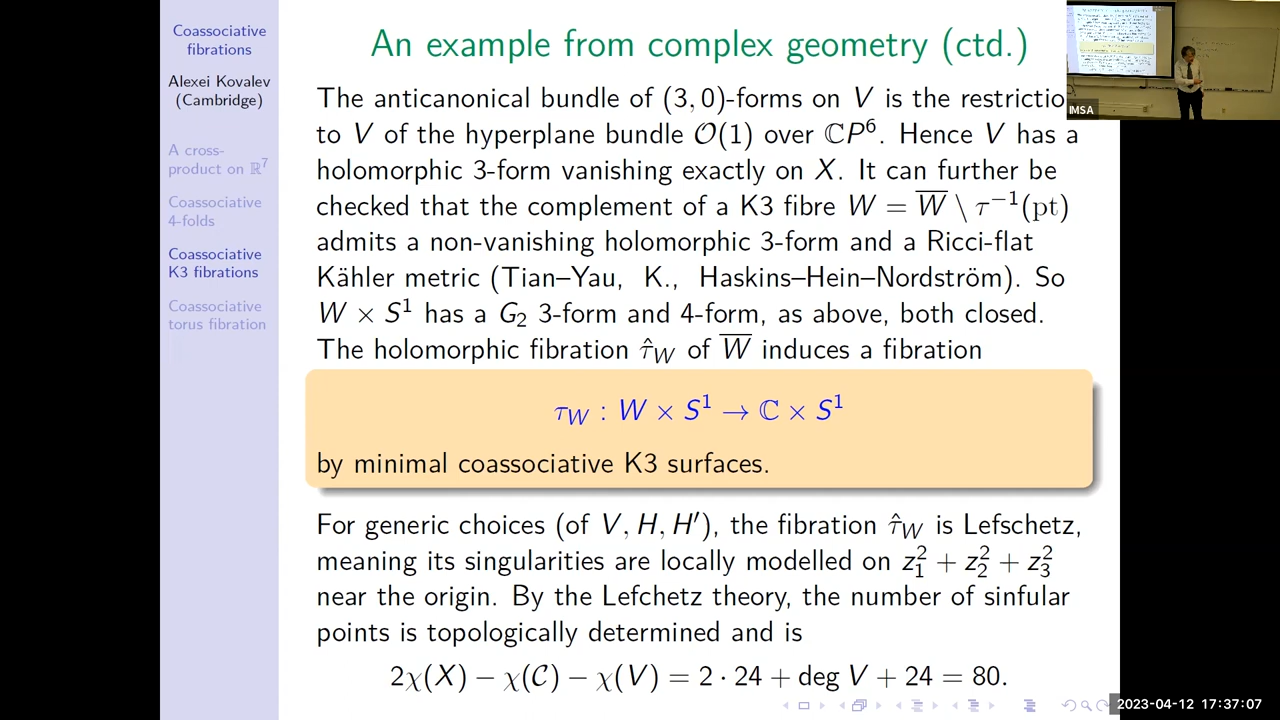 Coassociative
fibrations
Alexei Kovalev
(Cambridge)
A cross-
product on ℝ⁷
Coassociative
4-folds
Coassociative
K3 fibrations
Coassociative
torus fibration
An example from complex geometry (ctd.)
The anticanonical bundle of (3, 0)-forms on V is the restrictio
to V of the hyperplane bundle 𝒪(1) over ℂP⁶. Hence V has a
holomorphic 3-form vanishing exactly on X. It can further be
checked that the complement of a K3 fibre W = W̅ \ τ⁻¹(pt)
admits a non-vanishing holomorphic 3-form and a Ricci-flat
Kähler metric (Tian–Yau, K., Haskins–Hein–Nordström). So
W × S¹ has a G₂ 3-form and 4-form, as above, both closed.
The holomorphic fibration τ̂_W of W̅ induces a fibration
τ_W : W × S¹ → ℂ × S¹
by minimal coassociative K3 surfaces.
For generic choices (of V, H, H′), the fibration τ̂_W is Lefschetz,
meaning its singularities are locally modelled on z₁² + z₂² + z₃²
near the origin. By the Lefchetz theory, the number of sinfular
points is topologically determined and is
2χ(X) − χ(𝒞) − χ(V) = 2 · 24 + deg V + 24 = 80.
IMSA
2023-04-12 17:37:07